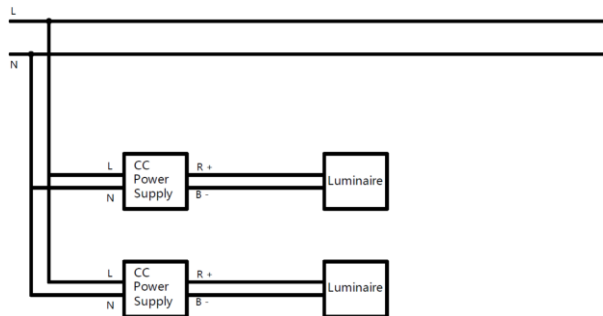 L
N
L
CC
Power
Supply
N
R +
B -
Luminaire
L
CC
Power
Supply
N
R +
B -
Luminaire